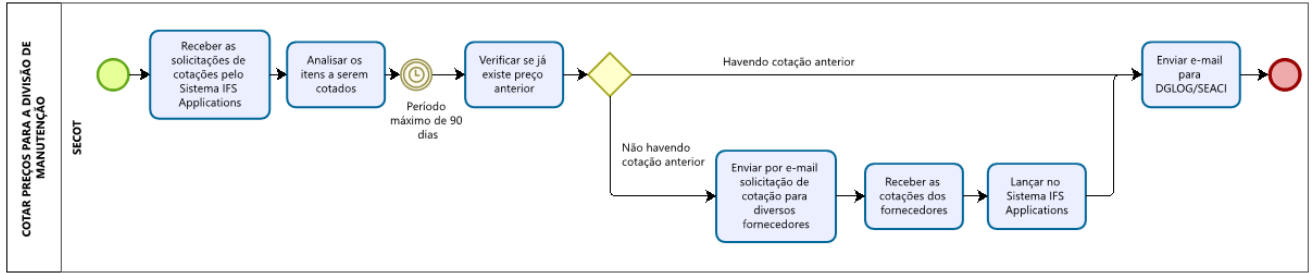 COTAR PREÇOS PARA A DIVISÃO DE
MANUTENÇÃO
SECOT
Receber as
solicitações de
cotações pelo
Sistema IFS
Applications
Analisar os
itens a serem
cotados
Período
máximo de 90
dias
Verificar se já
existe preço
anterior
Havendo cotação anterior
Não havendo
cotação anterior
Enviar por e-mail
solicitação de
cotação para
diversos
fornecedores
Receber as
cotações dos
fornecedores
Lançar no
Sistema IFS
Applications
Enviar e-mail
para
DGLOG/SEACI